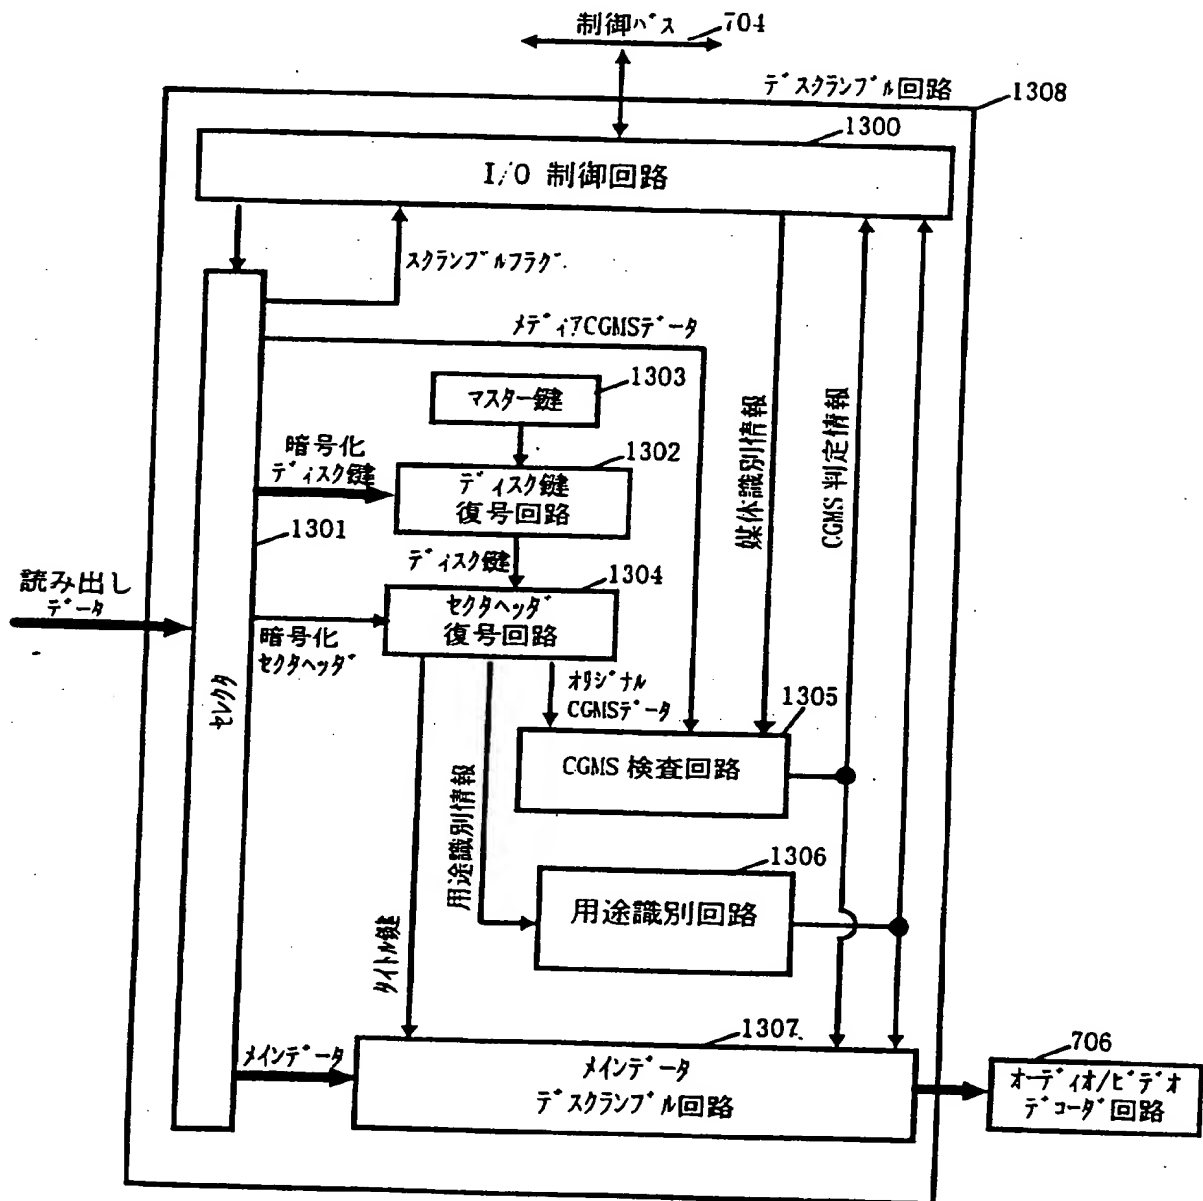 制御バス
704
デスクランブル回路
1308
1300
I/O 制御回路
スクランブルフラグ
メディアCGMSデータ
1303
マスター鍵
媒体識別情報
CGMS 判定情報
暗号化
ディスク鍵
1302
ディスク鍵
復号回路
1301
ディスク鍵
1304
読み出し
データ
セクタヘッダ
復号回路
暗号化
セクタヘッダ
セレクタ
オリジナル
CGMSデータ
1305
CGMS 検査回路
用途識別情報
1306
用途識別回路
タイトル鍵
1307
メインデータ
メインデータ
デスクランブル回路
706
オーディオ/ビデオ
デコーダ回路